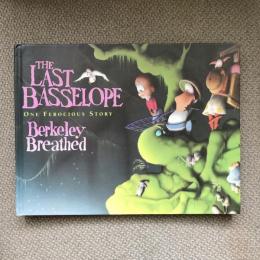 THE
LAST
BASSELOPE
ONE FEROCIOUS STORY
Berkeley
Breathed